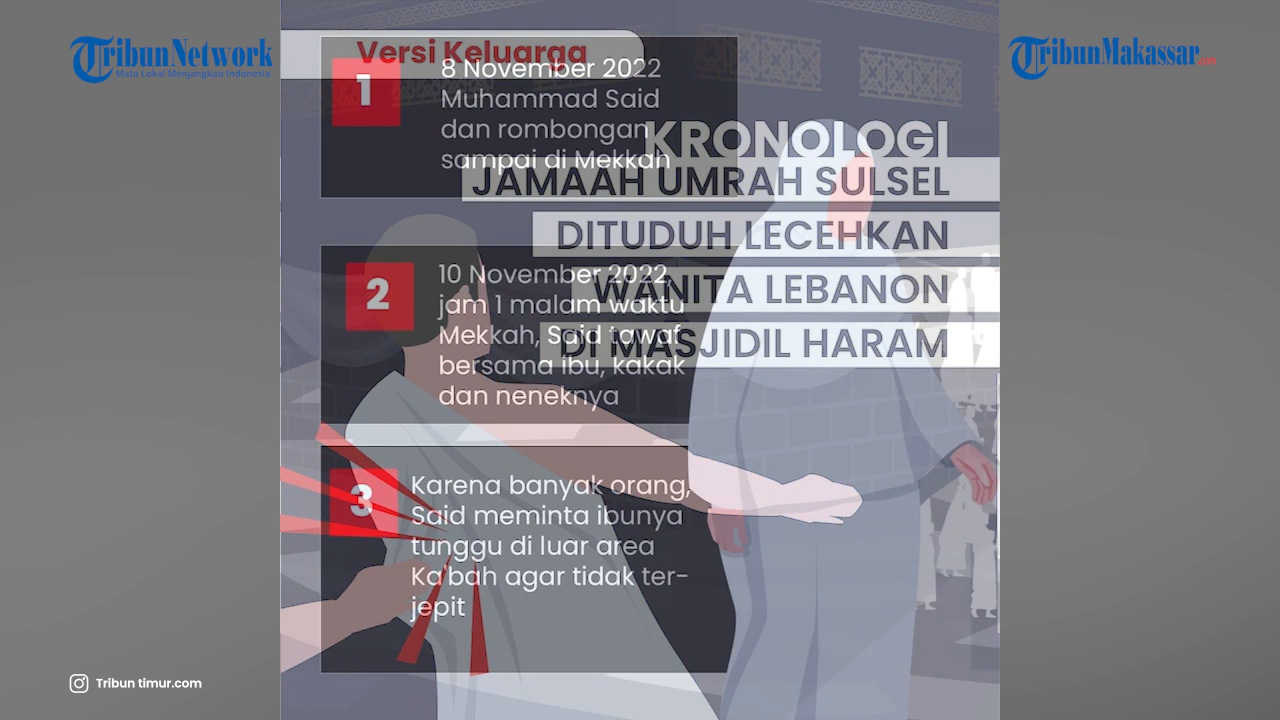 TribunNetwork
Mata Lokal Menjangkau Indonesia
TribunMakassar.com
Versi Keluarga
1
8 November 2022
Muhammad Said
dan rombongan
sampai di Mekkah
KRONOLOGI
JAMAAH UMRAH SULSEL
DITUDUH LECEHKAN
WANITA LEBANON
DI MASJIDIL HARAM
2
10 November 2022,
jam 1 malam waktu
Mekkah, Said tawaf
bersama ibu, kakak
dan neneknya
3
Karena banyak orang,
Said meminta ibunya
tunggu di luar area
Ka'bah agar tidak ter-
jepit
Tribun timur.com